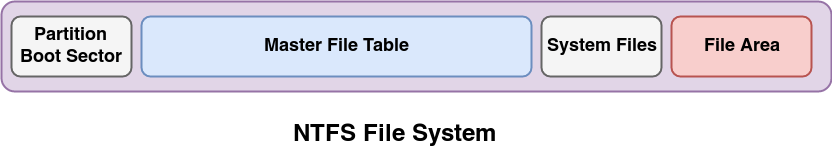 Partition
Boot Sector
Master File Table
System Files
File Area
NTFS File System